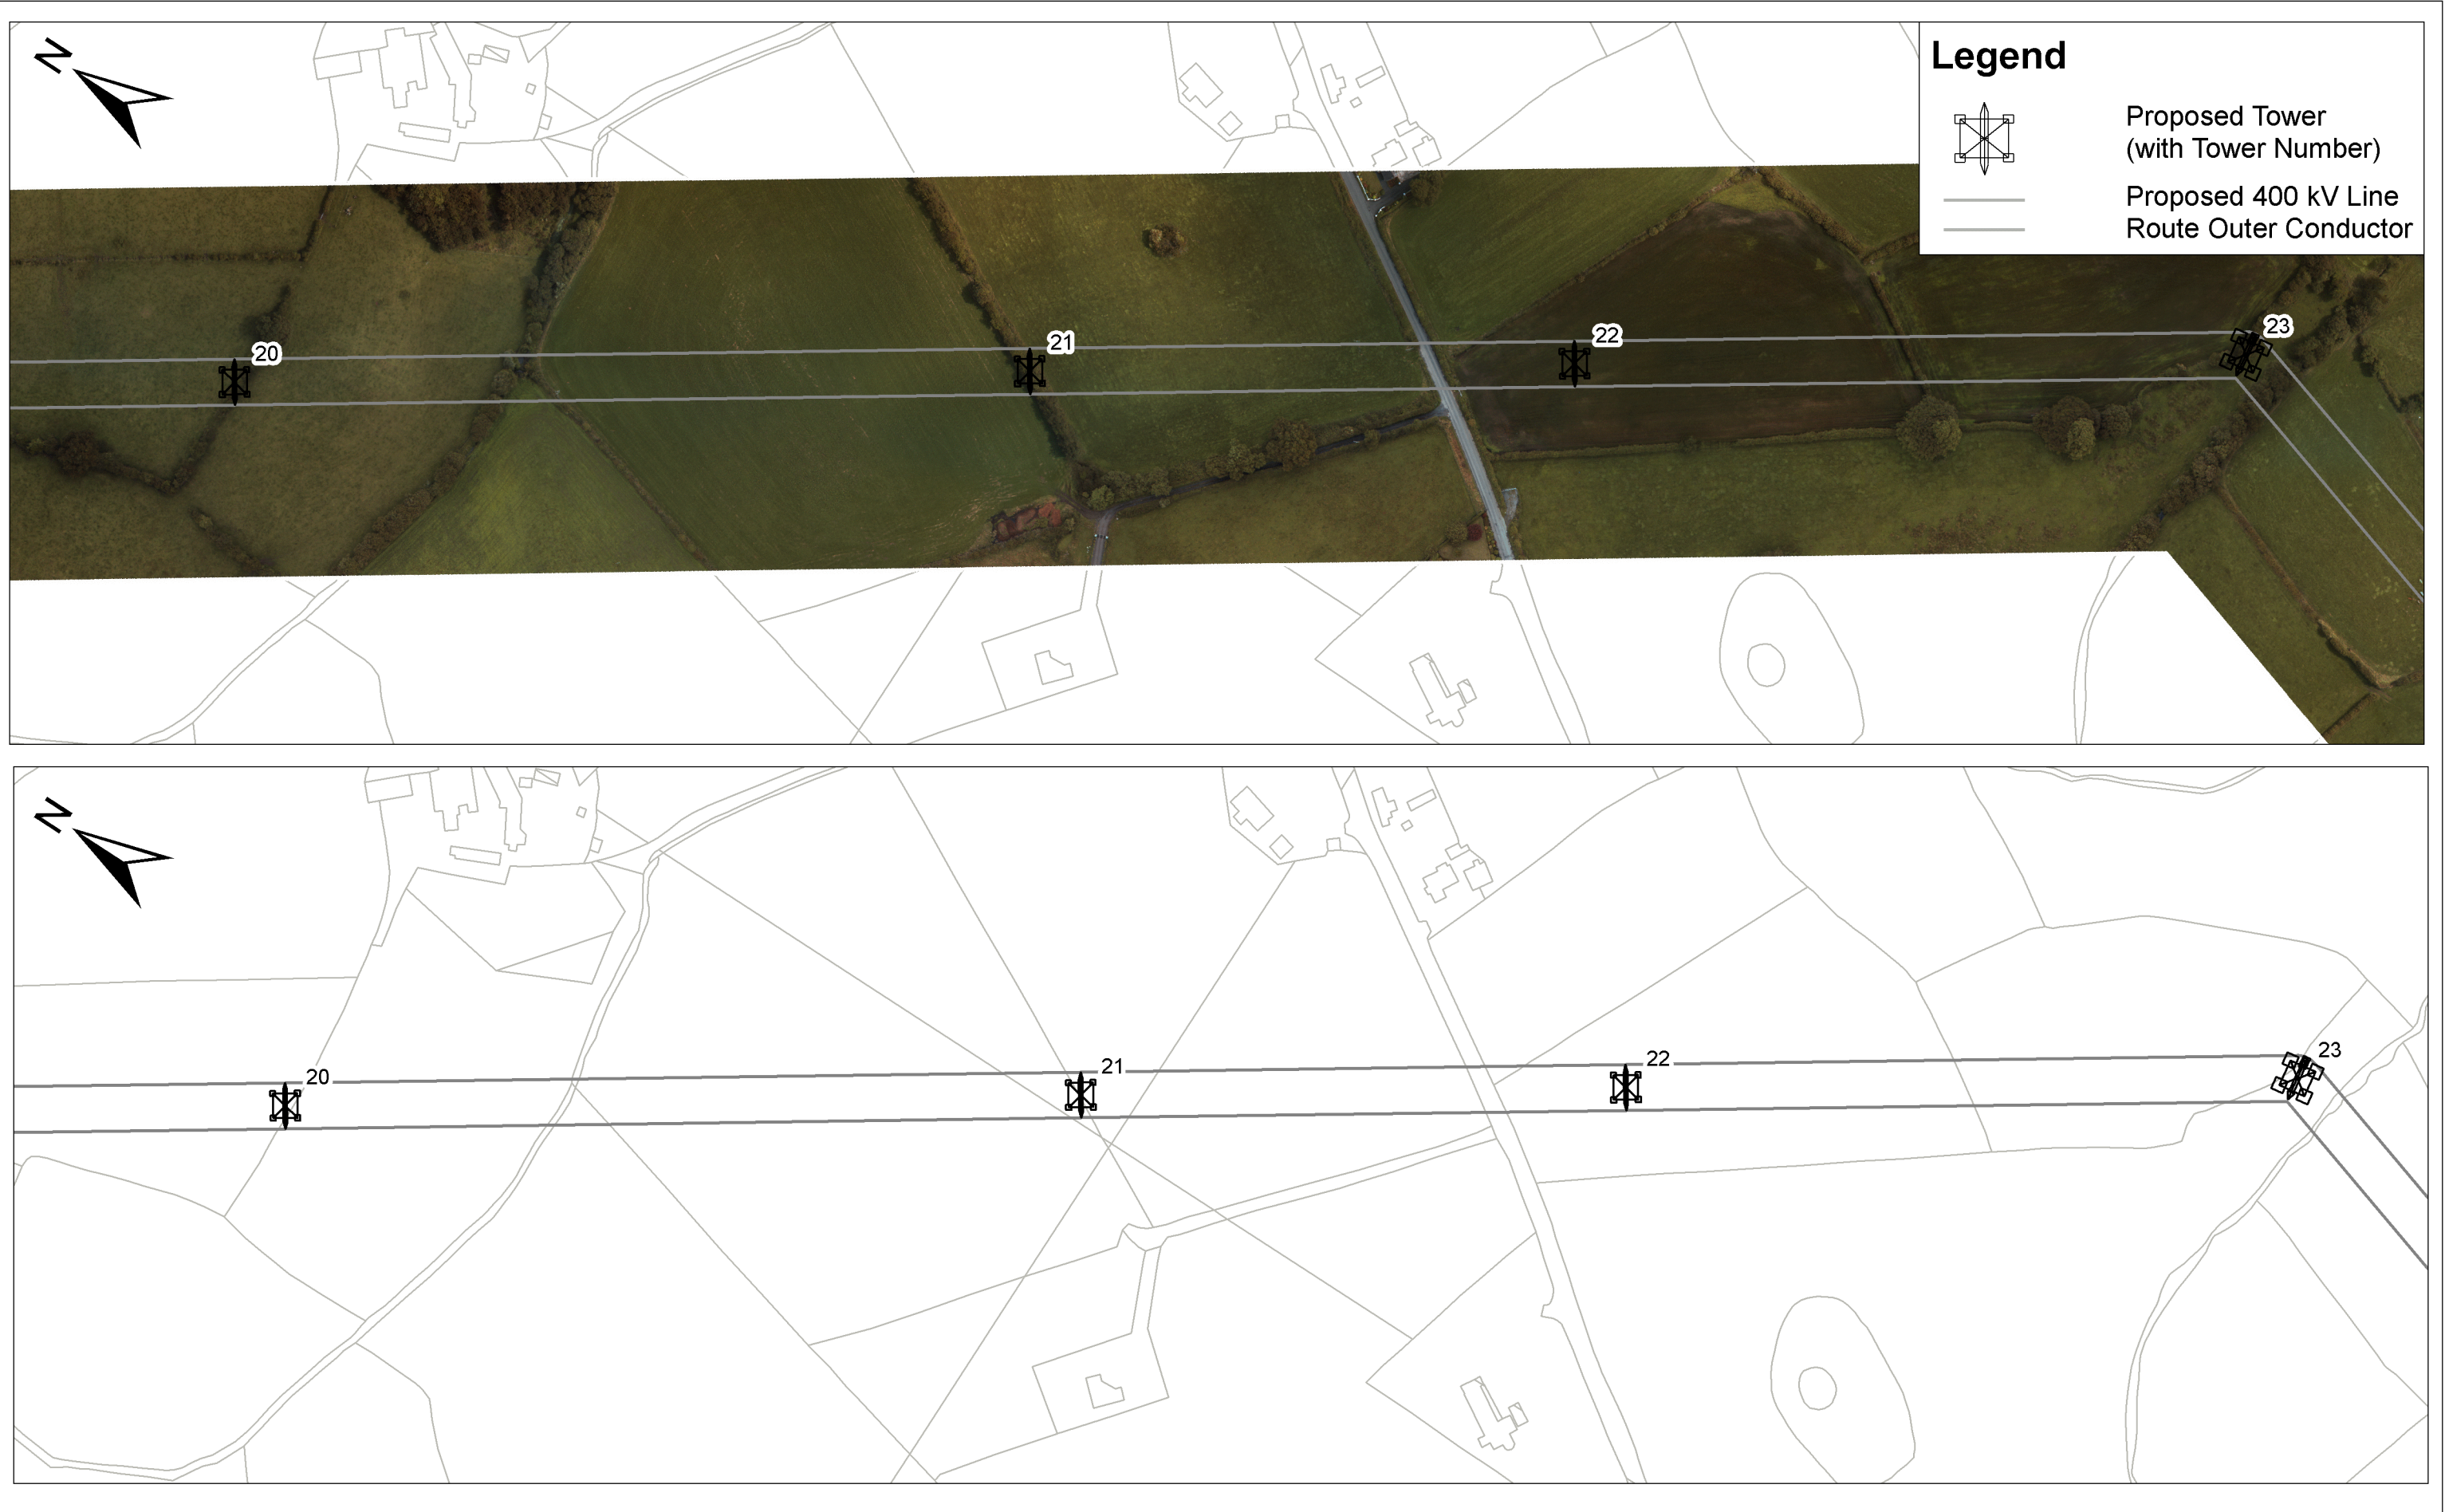 N
Legend
Proposed Tower
(with Tower Number)
Proposed 400 kV Line
Route Outer Conductor
20
21
22
23
N
20
21
22
23